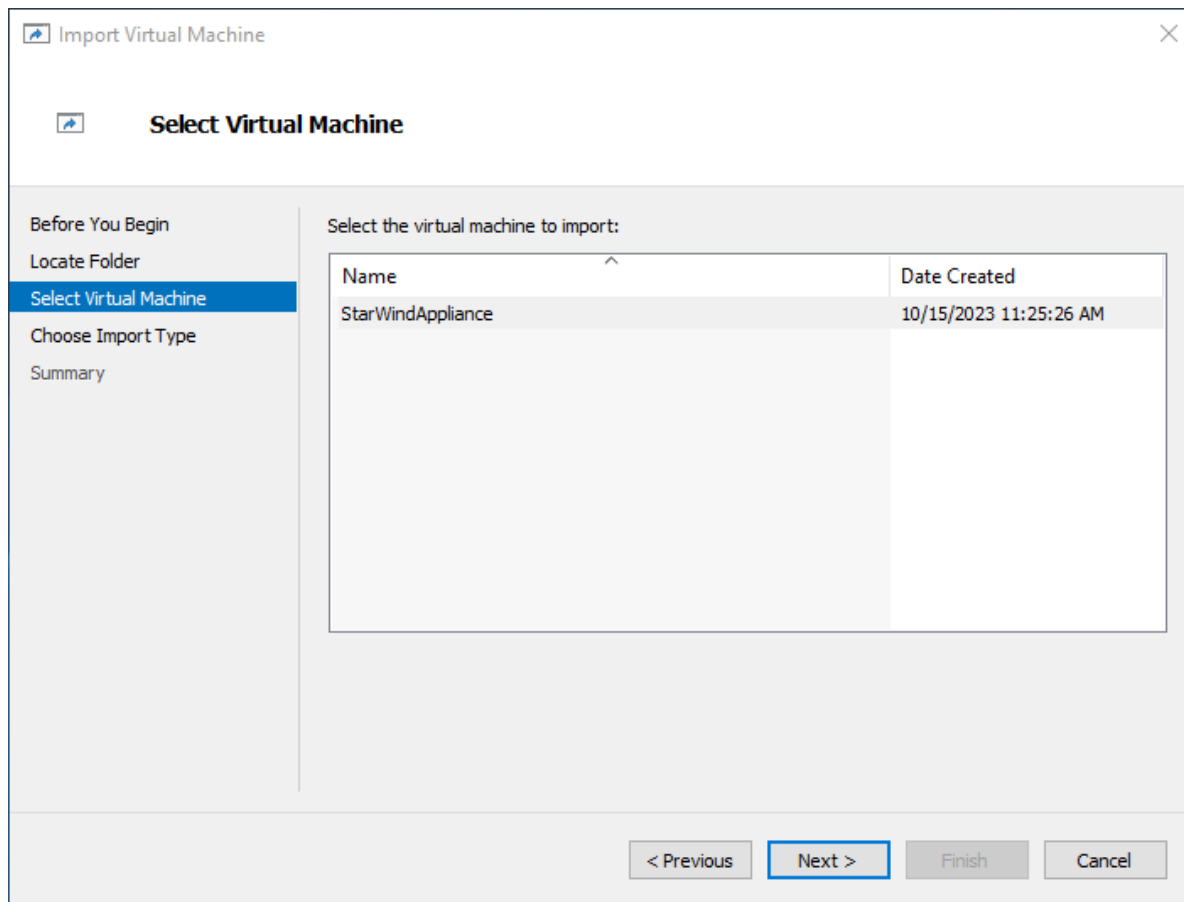 Import Virtual Machine
Select Virtual Machine
Before You Begin
Locate Folder
Select Virtual Machine
Choose Import Type
Summary
Select the virtual machine to import:
Name Date Created
StarWindAppliance 10/15/2023 11:25:26 AM
< Previous Next > Finish Cancel